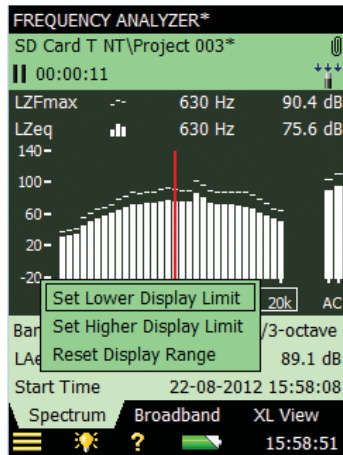 FREQUENCY ANALYZER*
SD Card T NT\Project 003*
00:00:11
LZFmax 630 Hz 90.4 dB
LZeq 630 Hz 75.6 dB
140
100
60
20
-20
20k AC
Set Lower Display Limit
Set Higher Display Limit
Reset Display Range
/3-octave
89.1 dB
Start Time 22-08-2012 15:58:08
Spectrum Broadband XL View
? 15:58:51